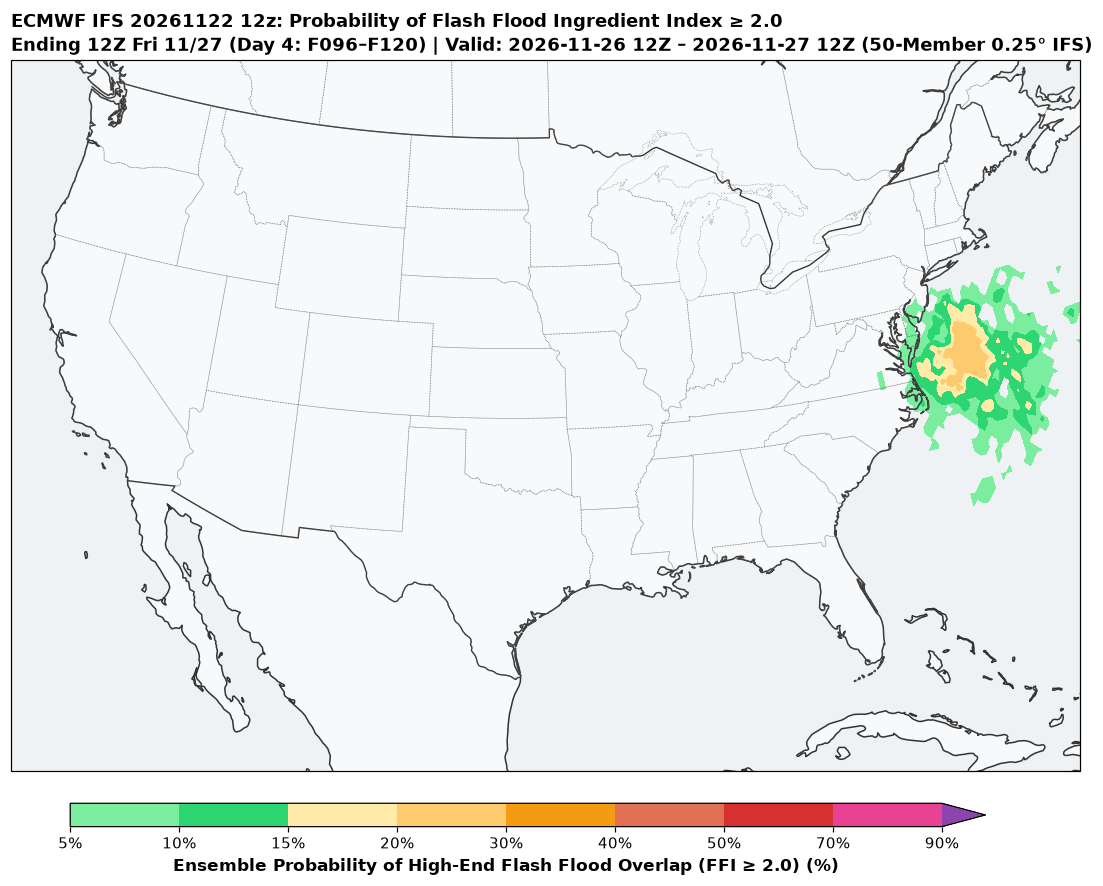 ECMWF IFS 20261122 12z: Probability of Flash Flood Ingredient Index ≥ 2.0
Ending 12Z Fri 11/27 (Day 4: F096–F120) | Valid: 2026-11-26 12Z – 2026-11-27 12Z (50-Member 0.25° IFS)
5% 10% 15% 20% 30% 40% 50% 70% 90%
Ensemble Probability of High-End Flash Flood Overlap (FFI ≥ 2.0) (%)